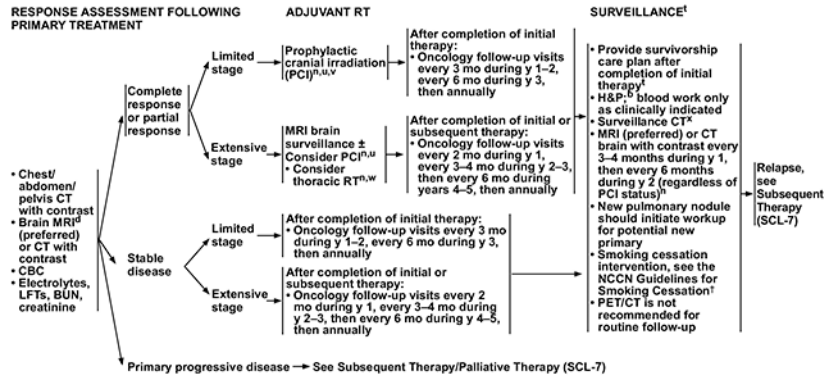 RESPONSE ASSESSMENT FOLLOWING
PRIMARY TREATMENT
ADJUVANT RT
SURVEILLANCEᵗ
• Chest/
abdomen/
pelvis CT
with contrast
• Brain MRIᵈ
(preferred)
or CT with
contrast
• CBC
• Electrolytes,
LFTs, BUN,
creatinine
Complete
response
or partial
response
Limited
stage
Prophylactic
cranial irradiation
(PCI)ⁿ,ᵘ,ᵛ
After completion of initial
therapy:
• Oncology follow-up visits
every 3 mo during y 1–2,
every 6 mo during y 3,
then annually
Extensive
stage
MRI brain
surveillance ±
Consider PCIⁿ,ᵘ
• Consider
thoracic RTⁿ,ʷ
After completion of initial or
subsequent therapy:
• Oncology follow-up visits
every 2 mo during y 1,
every 3–4 mo during y 2–3,
then every 6 mo during
years 4–5, then annually
Stable
disease
Limited
stage
After completion of initial therapy:
• Oncology follow-up visits every 3 mo
during y 1–2, every 6 mo during y 3,
then annually
Extensive
stage
After completion of initial or
subsequent therapy:
• Oncology follow-up visits every 2
mo during y 1, every 3–4 mo during
y 2–3, then every 6 mo during y 4–5,
then annually
Primary progressive disease
See Subsequent Therapy/Palliative Therapy (SCL-7)
• Provide survivorship
care plan after
completion of initial
therapyᵗ
• H&P;ᵇ blood work only
as clinically indicated
• Surveillance CTˣ
• MRI (preferred) or CT
brain with contrast every
3–4 months during y 1,
then every 6 months
during y 2 (regardless of
PCI status)ⁿ
• New pulmonary nodule
should initiate workup
for potential new
primary
• Smoking cessation
intervention, see the
NCCN Guidelines for
Smoking Cessation†
• PET/CT is not
recommended for
routine follow-up
Relapse,
see
Subsequent
Therapy
(SCL-7)